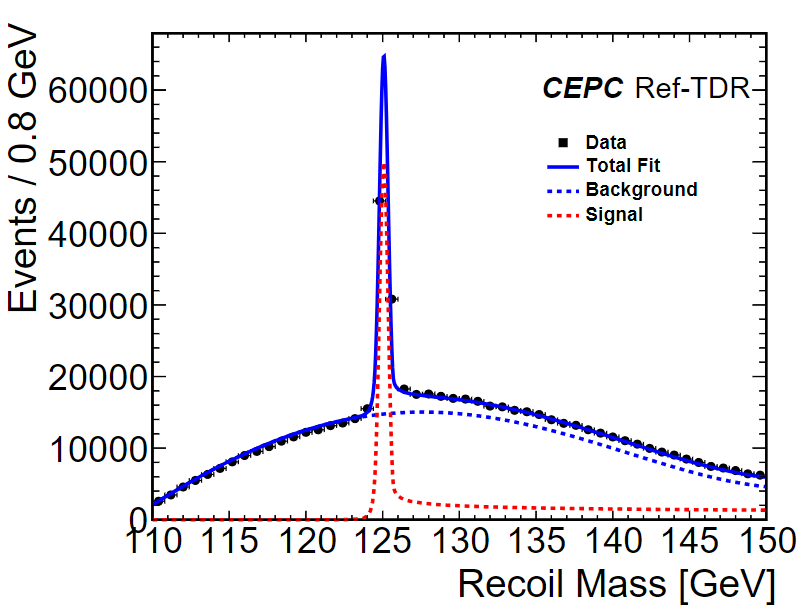 Events / 0.8 GeV
60000
50000
40000
30000
20000
10000
0
CEPC Ref-TDR
Data
Total Fit
Background
Signal
110 115 120 125 130 135 140 145 150
Recoil Mass [GeV]